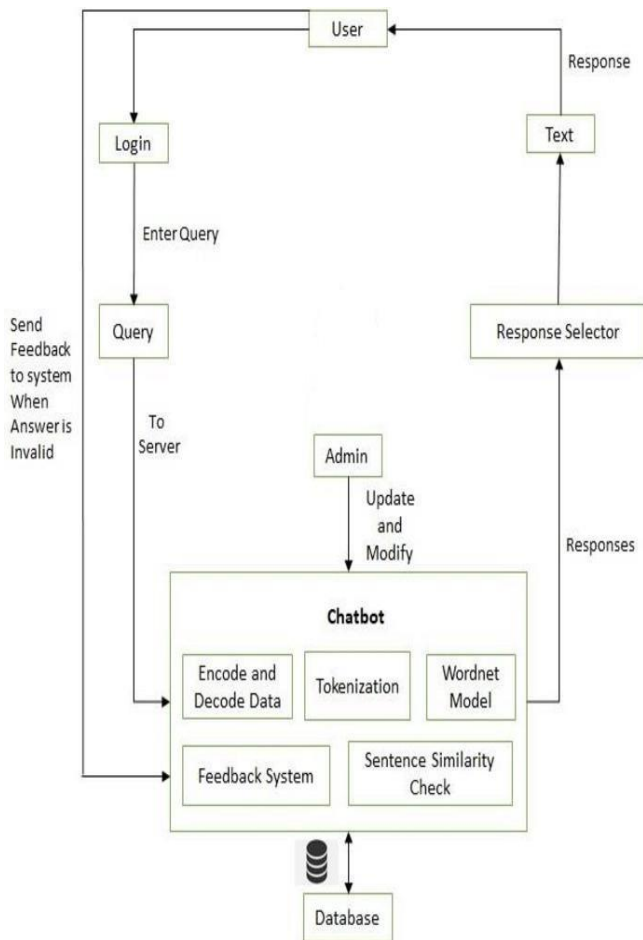 User
Response
Login
Text
Enter Query
Send
Feedback
to system
When
Answer is
Invalid
Query
Response Selector
To
Server
Admin
Update
and
Modify
Responses
Chatbot
Encode and
Decode Data
Tokenization
Wordnet
Model
Feedback System
Sentence Similarity
Check
Database